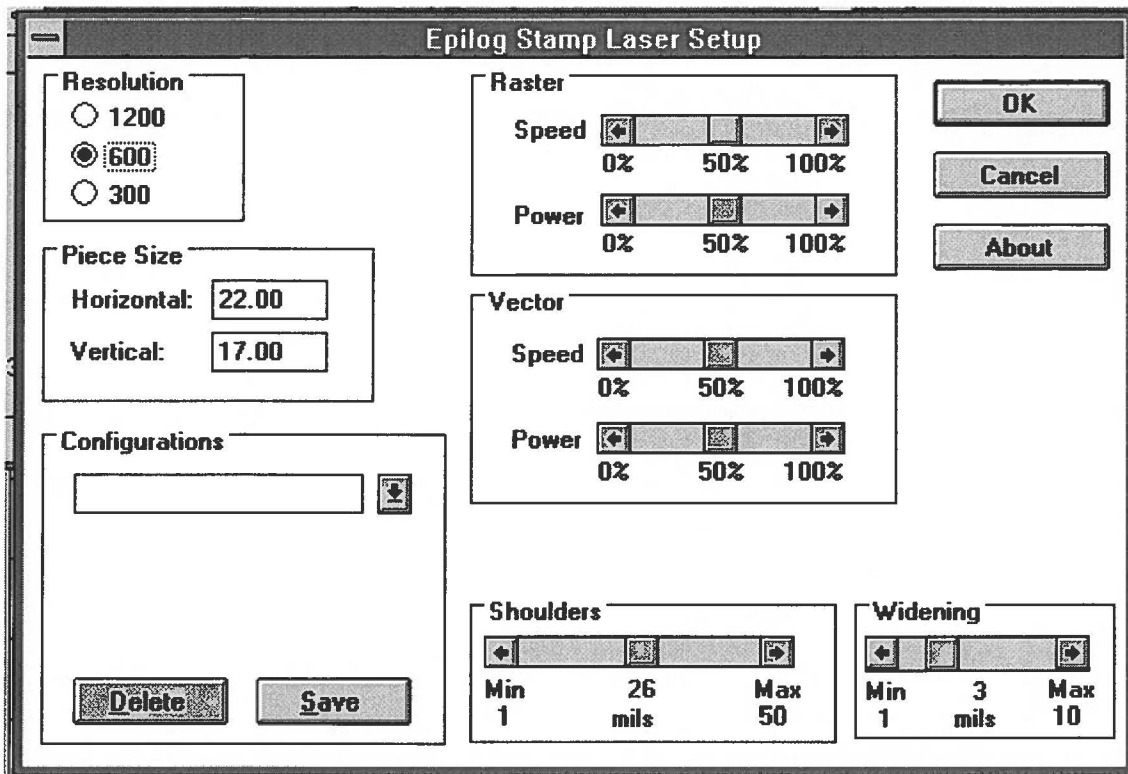 Epilog Stamp Laser Setup
Resolution
1200
600
300
Piece Size
Horizontal: 22.00
Vertical: 17.00
Configurations
Delete Save
Raster
Speed
0% 50% 100%
Power
0% 50% 100%
Vector
Speed
0% 50% 100%
Power
0% 50% 100%
Shoulders
Min 26 Max
1 mils 50
Widening
Min 3 Max
1 mils 10
OK
Cancel
About